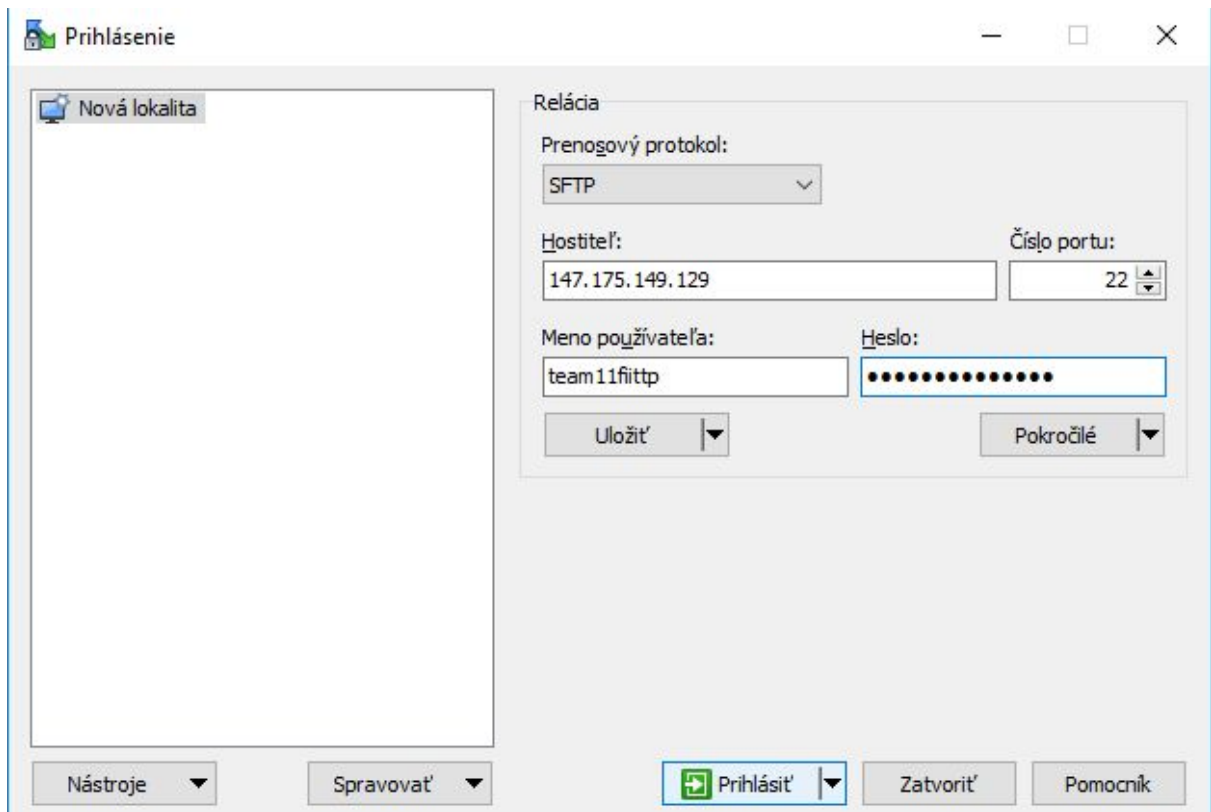 Prihlásenie
Nová lokalita
Relácia
Prenosový protokol:
SFTP
Hostiteľ: Číslo portu:
147.175.149.129 22
Meno používateľa: Heslo:
team11fiittp ••••••••••••••
Uložiť Pokročilé
Nástroje Spravovať Prihlásiť Zatvoriť Pomocník